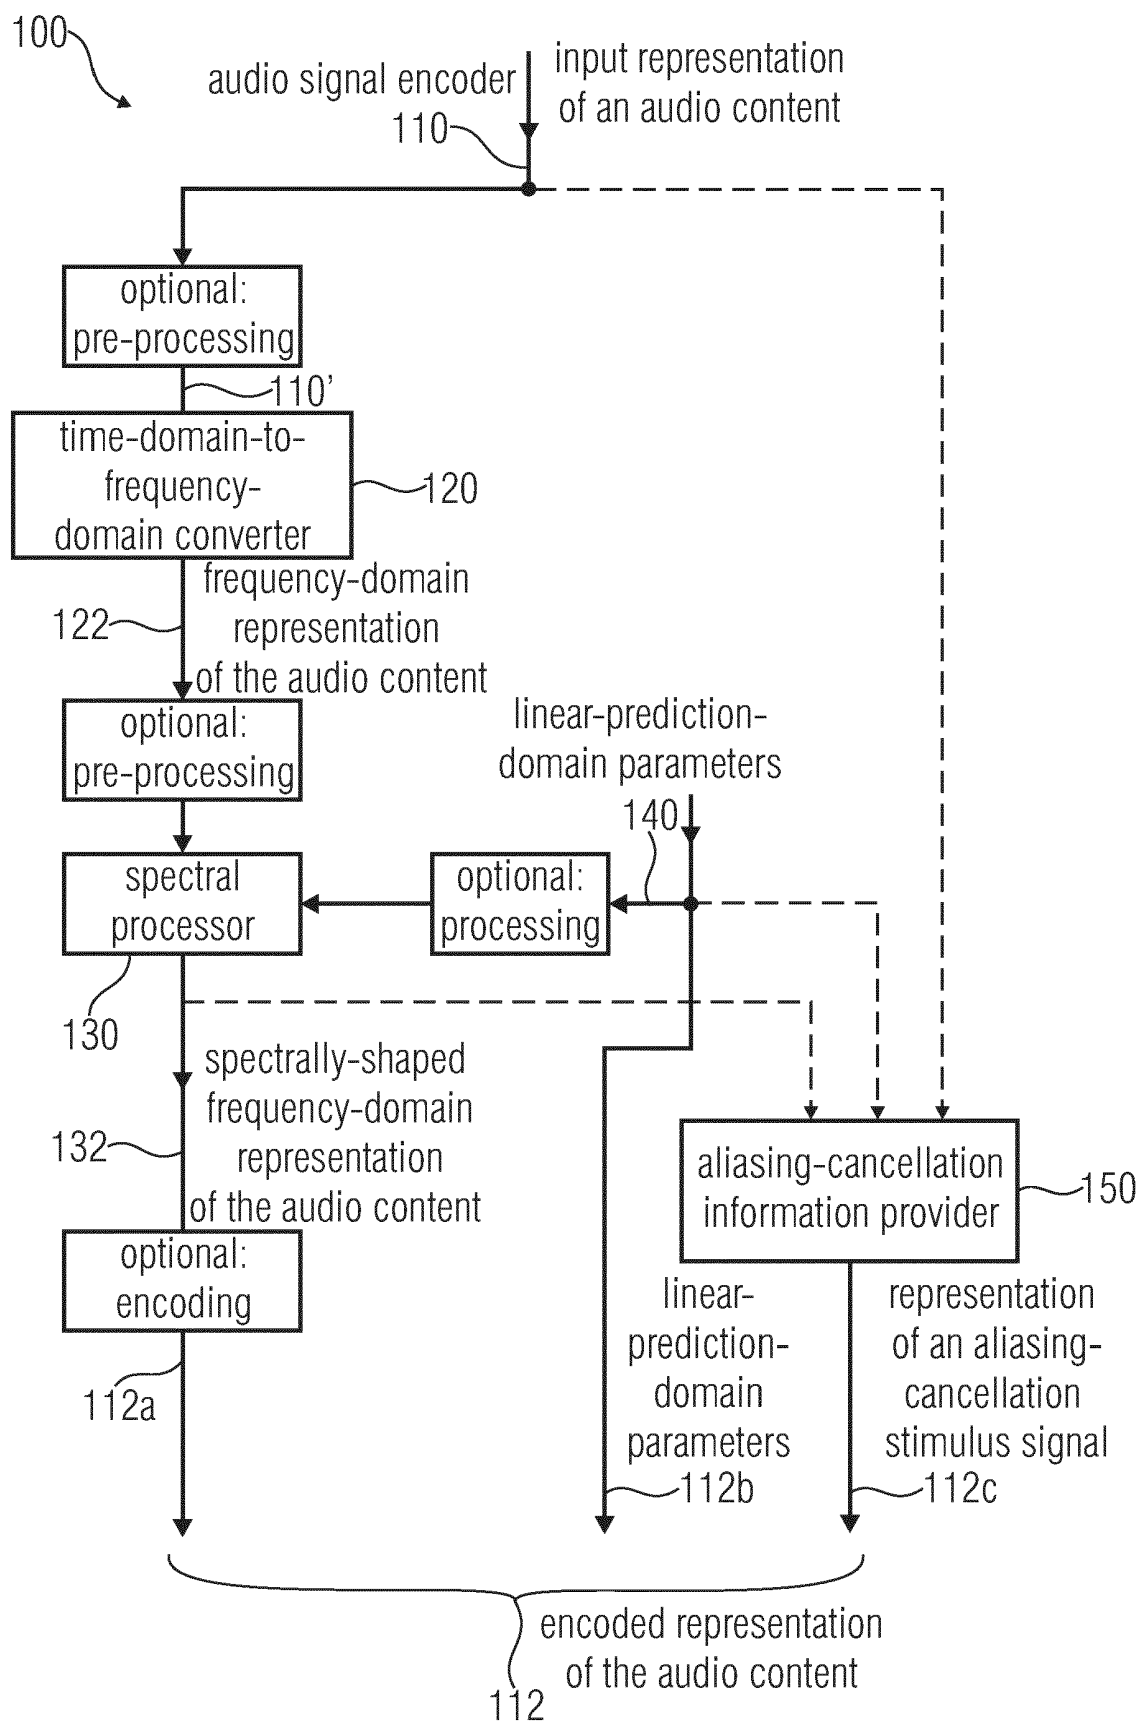 100
audio signal encoder
110
input representation
of an audio content
optional:
pre-processing
110'
time-domain-to-
frequency-
domain converter
120
122
frequency-domain
representation
of the audio content
optional:
pre-processing
linear-prediction-
domain parameters
140
spectral
processor
130
optional:
processing
spectrally-shaped
frequency-domain
representation
of the audio content
132
aliasing-cancellation
information provider
150
optional:
encoding
112a
linear-
prediction-
domain
parameters
112b
representation
of an aliasing-
cancellation
stimulus signal
112c
encoded representation
of the audio content
112